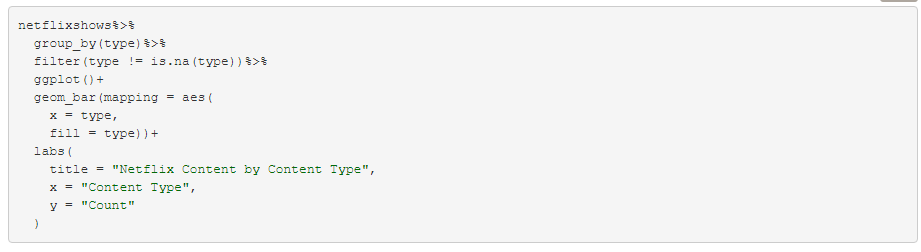 netflixshows%>%
  group_by(type)%>%
  filter(type != is.na(type))%>%
  ggplot()+
  geom_bar(mapping = aes(
    x = type,
    fill = type))+
  labs(
    title = "Netflix Content by Content Type",
    x = "Content Type",
    y = "Count"
  )